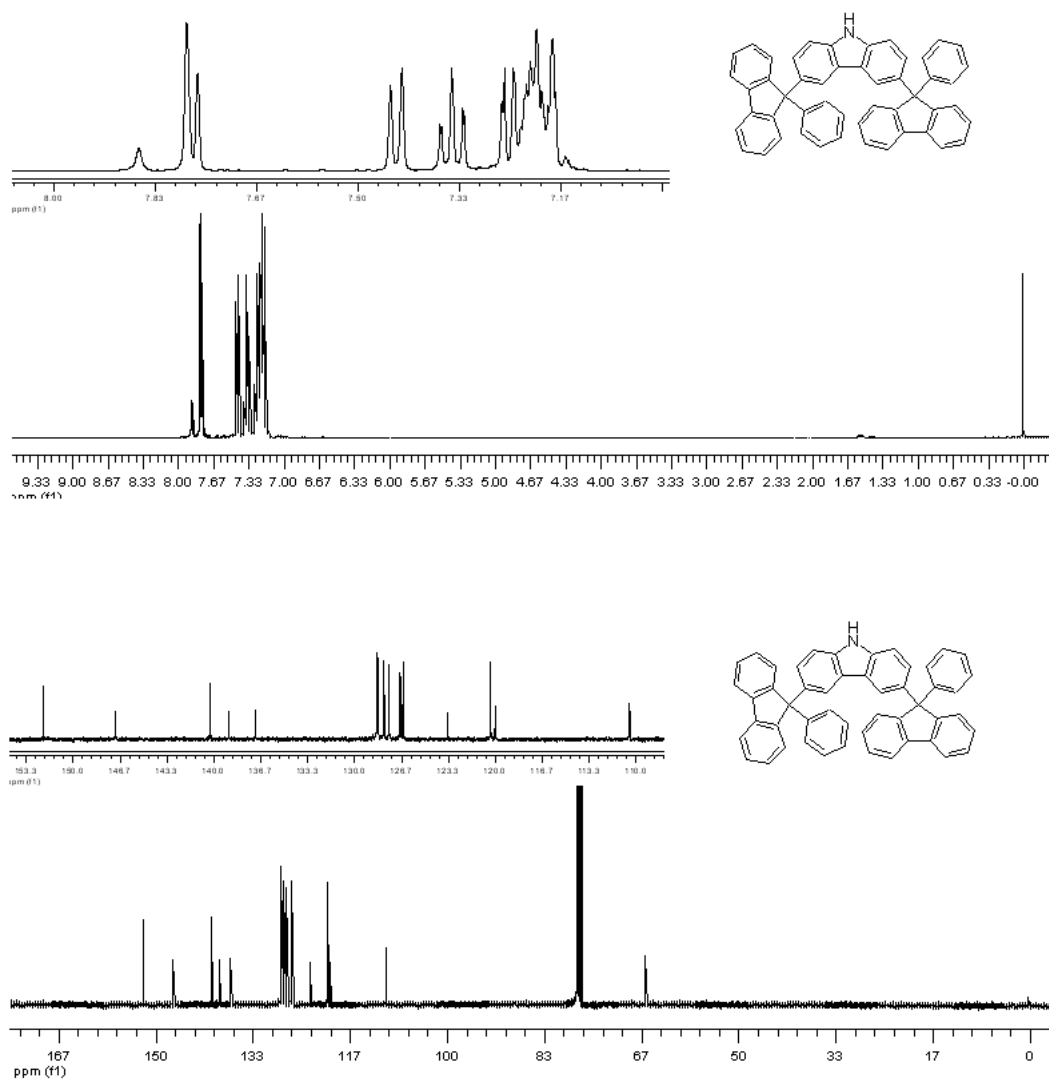 H
N
8.00 7.83 7.67 7.50 7.33 7.17
ppm (f1)
9.33 9.00 8.67 8.33 8.00 7.67 7.33 7.00 6.67 6.33 6.00 5.67 5.33 5.00 4.67 4.33 4.00 3.67 3.33 3.00 2.67 2.33 2.00 1.67 1.33 1.00 0.67 0.33 -0.00
ppm (f1)
H
N
153.3 150.0 146.7 143.3 140.0 136.7 133.3 130.0 126.7 123.3 120.0 116.7 113.3 110.0
ppm (f1)
167 150 133 117 100 83 67 50 33 17 0
ppm (f1)